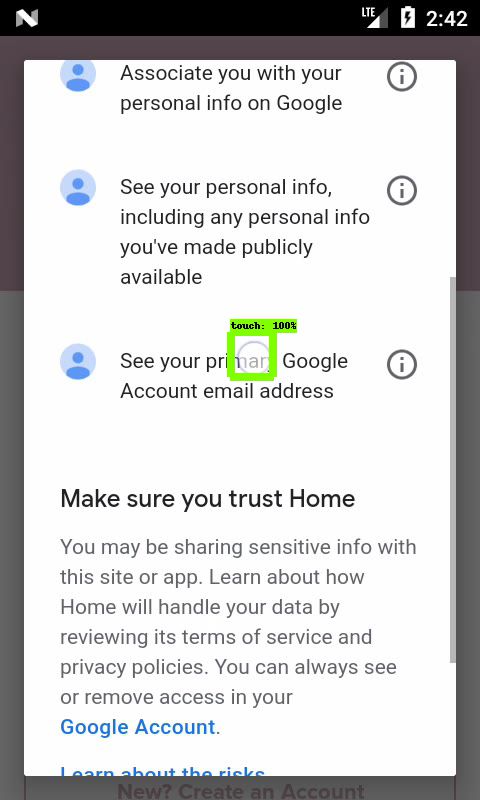 LTE 2:42
Associate you with your
personal info on Google
See your personal info,
including any personal info
you've made publicly
available
touch: 100%
See your primary Google
Account email address
Make sure you trust Home
You may be sharing sensitive info with
this site or app. Learn about how
Home will handle your data by
reviewing its terms of service and
privacy policies. You can always see
or remove access in your
Google Account.
Learn about the risks
New? Create an Account